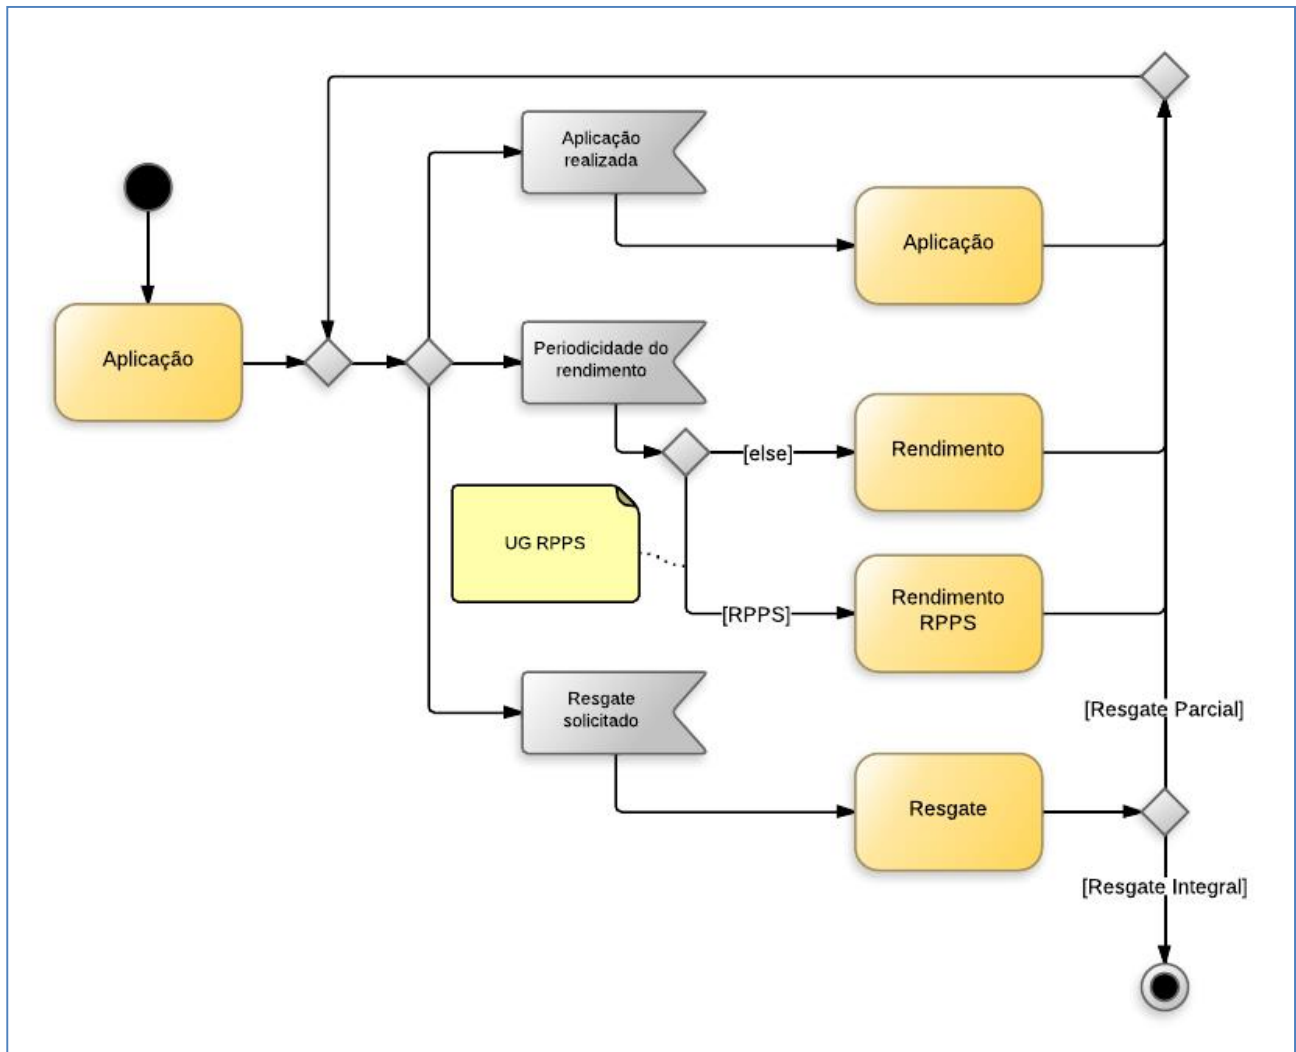 Aplicação
realizada
Aplicação
Aplicação
Periodicidade do
rendimento
[else]
Rendimento
UG RPPS
[RPPS]
Rendimento
RPPS
Resgate
solicitado
[Resgate Parcial]
Resgate
[Resgate Integral]